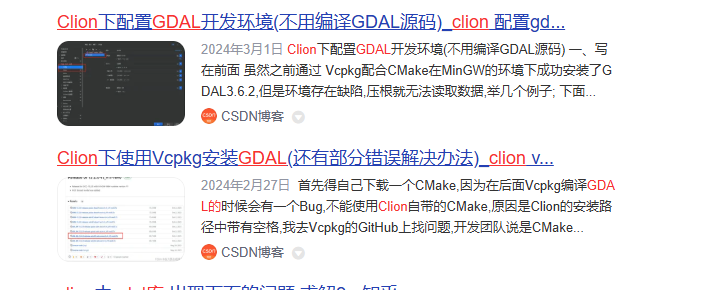 Clion下配置GDAL开发环境(不用编译GDAL源码)_clion 配置gd...
2024年3月1日 Clion下配置GDAL开发环境(不用编译GDAL源码) 一、写
在前面 虽然之前通过 Vcpkg配合CMake在MinGW的环境下成功安装了G
DAL3.6.2,但是环境存在缺陷,压根就无法读取数据,举几个例子; 下面...
CSDN博客
Clion下使用Vcpkg安装GDAL(还有部分错误解决办法)_clion v...
2024年2月27日 首先得自己下载一个CMake,因为在后面Vcpkg编译GDA
L的时候会有一个Bug,不能使用Clion自带的CMake,原因是Clion的安装路
径中带有空格,我去Vcpkg的GitHub上找问题,开发团队说是CMake...
CSDN博客